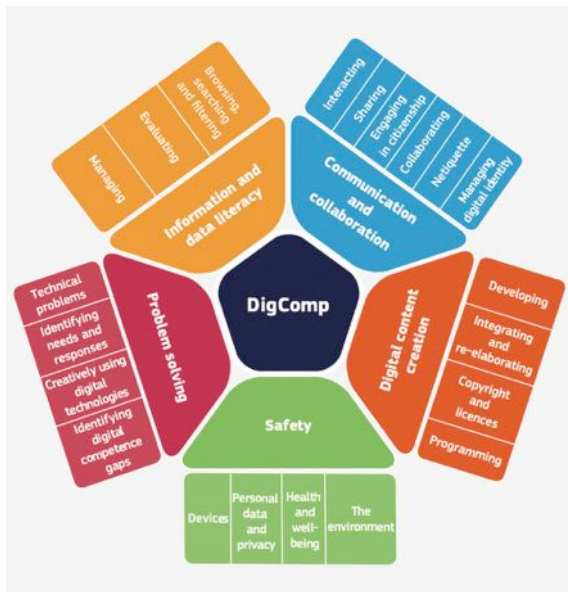 Browsing,
searching
and filtering
Evaluating
Managing
Information and
data literacy
Interacting
Sharing
Engaging
in citizenship
Collaborating
Netiquette
Managing
digital identity
Communication
and
collaboration
DigComp
Developing
Integrating
and
re-elaborating
Copyright
and
licences
Programming
Digital content
creation
Safety
Devices
Personal
data and
privacy
Health and
well-
being
The
environment
Problem solving
Technical
problems
Identifying
needs and
responses
Creatively using
digital
technologies
Identifying
digital
competence
gaps